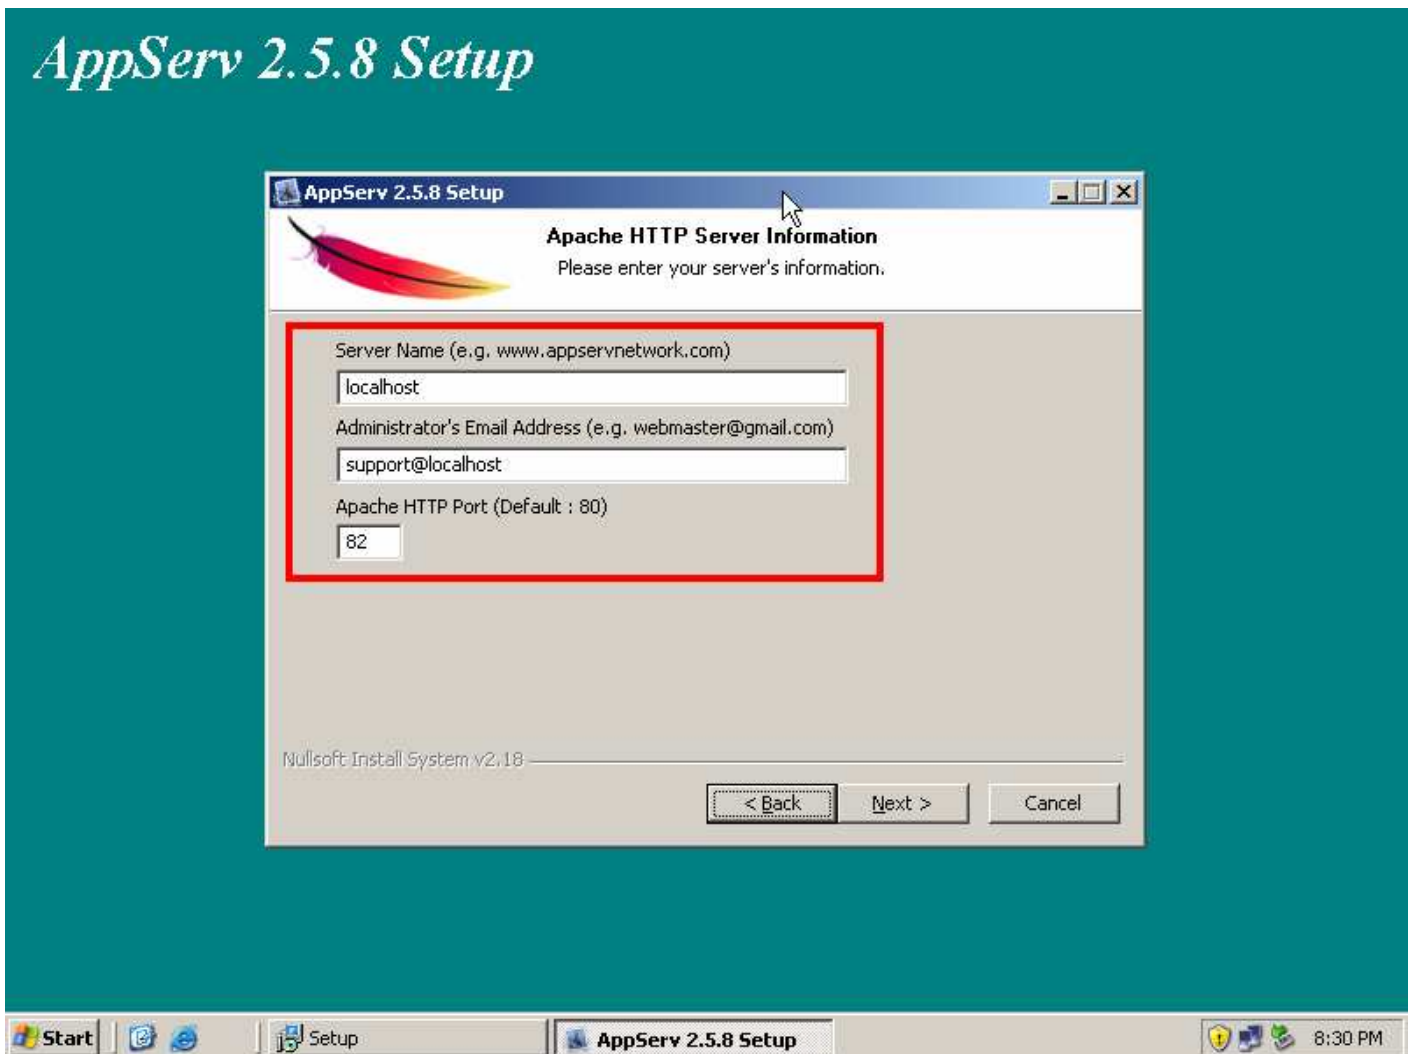 AppServ 2.5.8 Setup
AppServ 2.5.8 Setup
Apache HTTP Server Information
Please enter your server's information.
Server Name (e.g. www.appservnetwork.com)
localhost
Administrator's Email Address (e.g. webmaster@gmail.com)
support@localhost
Apache HTTP Port (Default : 80)
82
Nullsoft Install System v2.18
< Back Next > Cancel
Start Setup AppServ 2.5.8 Setup 8:30 PM